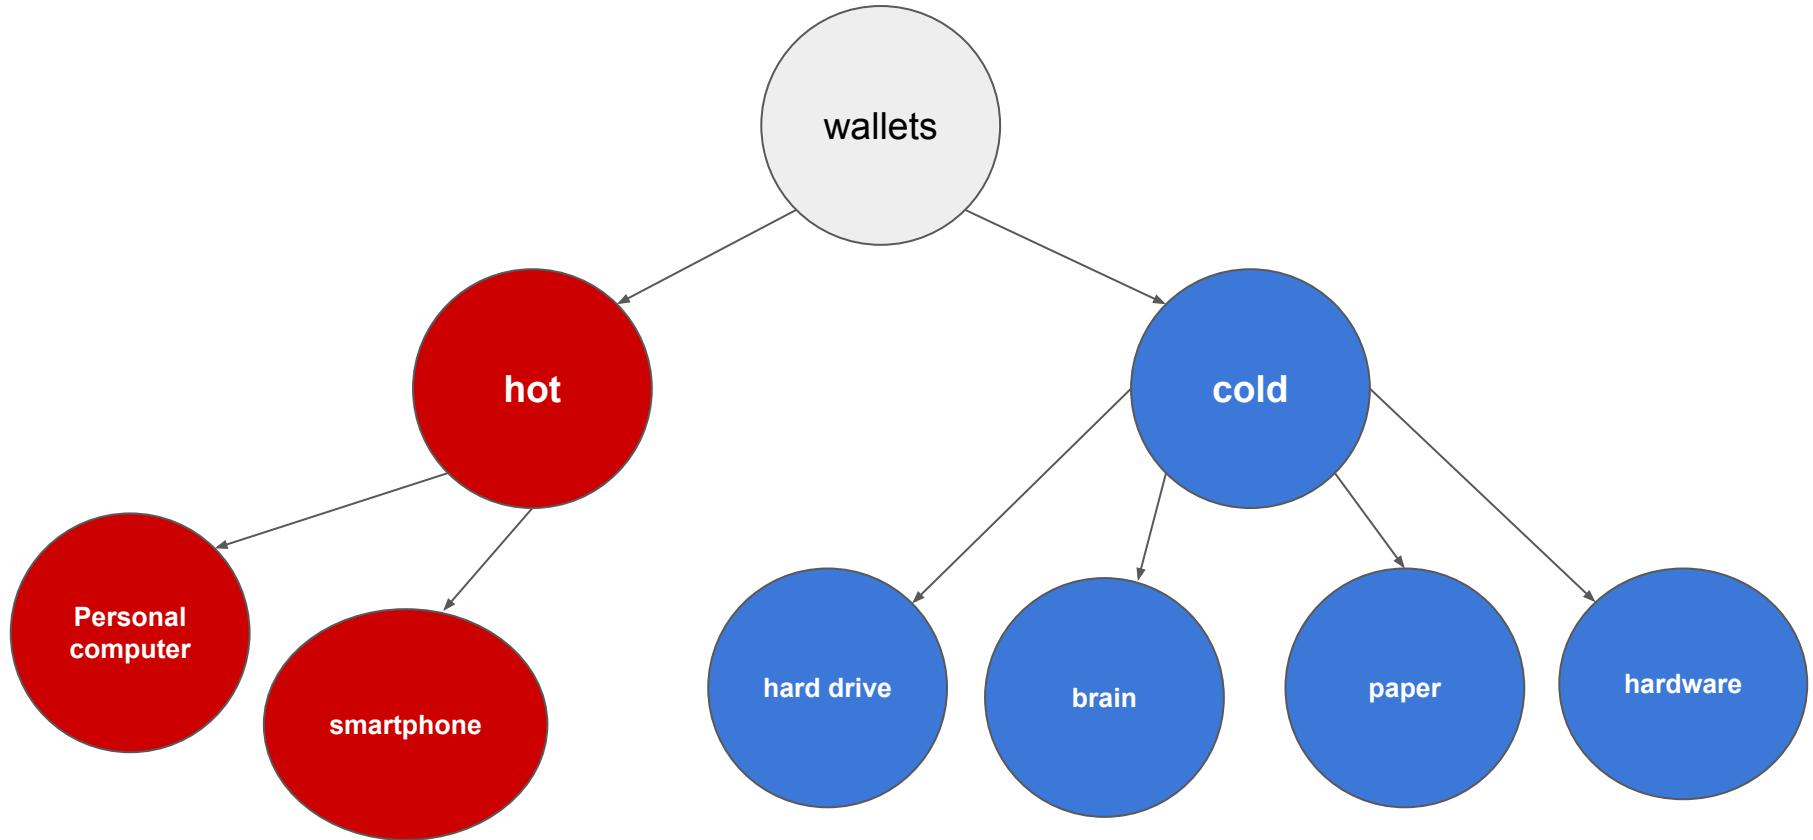 wallets
hot
cold
Personal
computer
smartphone
hard drive
brain
paper
hardware